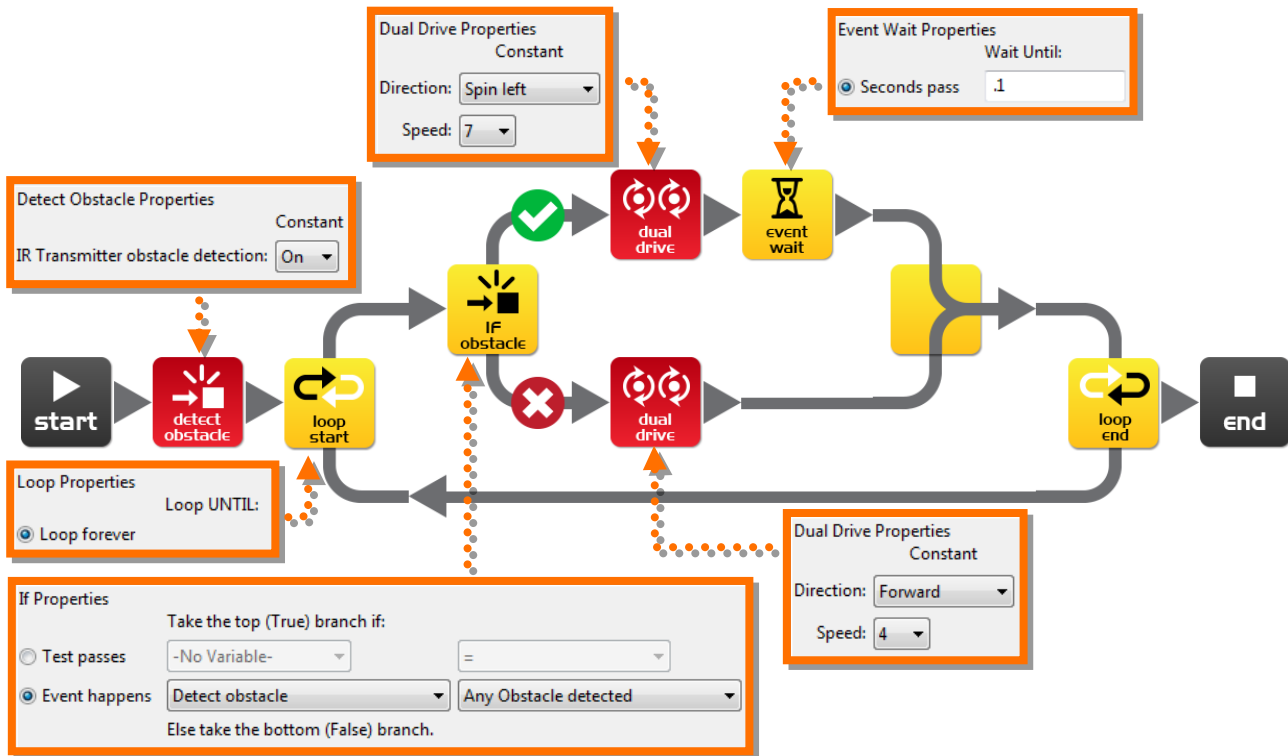 Dual Drive Properties
Constant
Direction: Spin left
Speed: 7
Event Wait Properties
Wait Until:
Seconds pass .1
Detect Obstacle Properties
Constant
IR Transmitter obstacle detection: On
dual
drive
event
wait
IF
obstacle
start
detect
obstacle
loop
start
dual
drive
loop
end
end
Loop Properties
Loop UNTIL:
Loop forever
Dual Drive Properties
Constant
Direction: Forward
Speed: 4
If Properties
Take the top (True) branch if:
Test passes -No Variable- =
Event happens Detect obstacle Any Obstacle detected
Else take the bottom (False) branch.